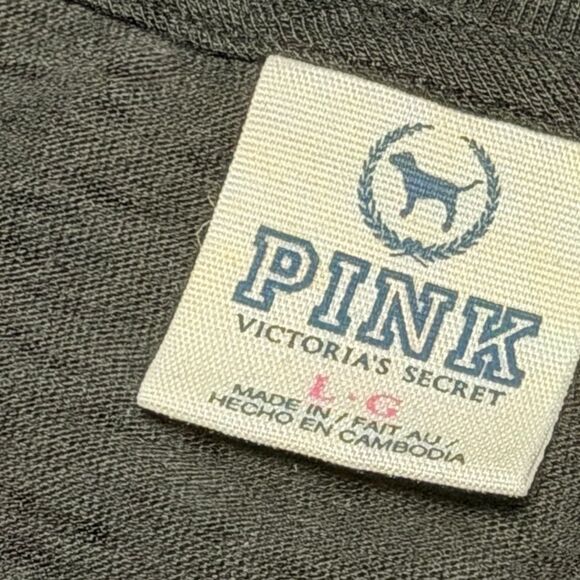 PINK
VICTORIA'S SECRET
L · G
MADE IN / FAIT AU /
HECHO EN CAMBODIA